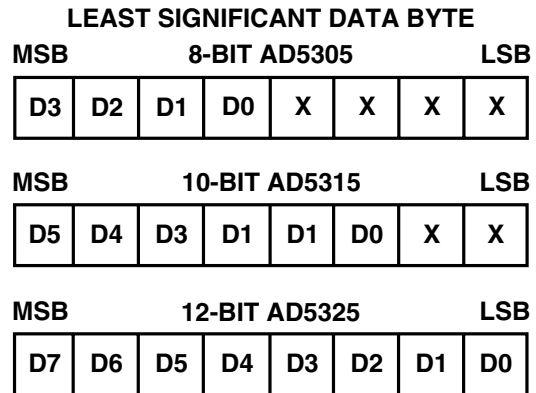 LEAST SIGNIFICANT DATA BYTE
MSB 8-BIT AD5305 LSB
D3 D2 D1 D0 X X X X
MSB 10-BIT AD5315 LSB
D5 D4 D3 D1 D1 D0 X X
MSB 12-BIT AD5325 LSB
D7 D6 D5 D4 D3 D2 D1 D0